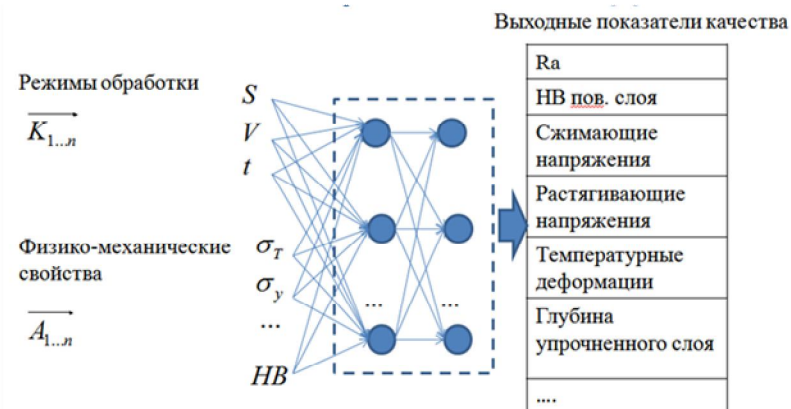 Выходные показатели качества
Режимы обработки
K1...n
Физико-механические
свойства
A1...n
S
V
t
σT
σy
...
HB
...
...
Ra
HB пов. слоя
Сжимающие
напряжения
Растягивающие
напряжения
Температурные
деформации
Глубина
упрочненного слоя
....